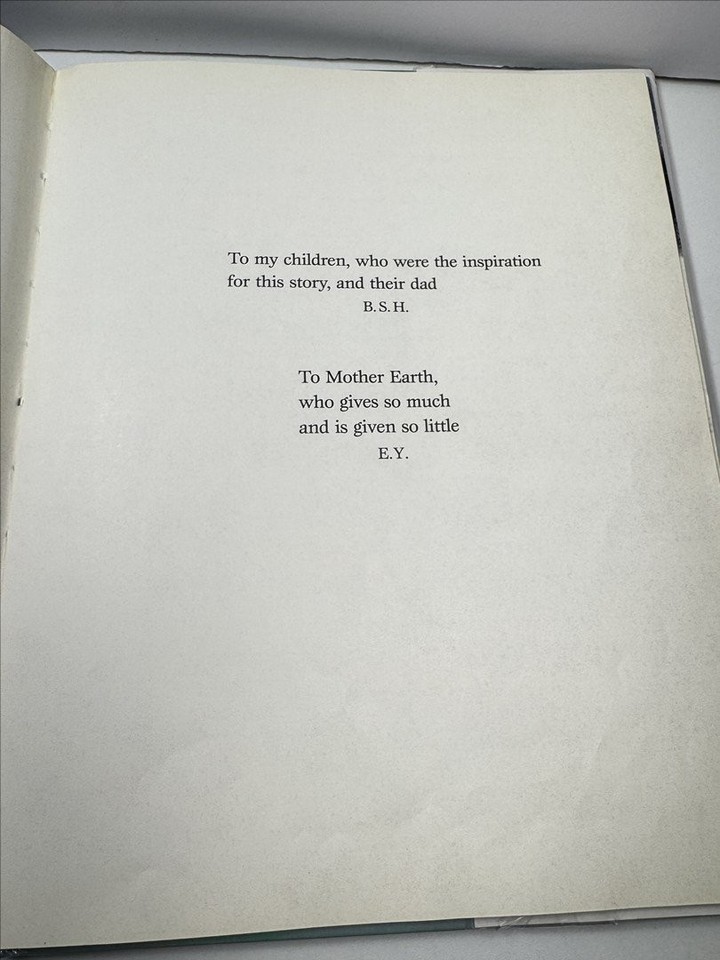 To my children, who were the inspiration
for this story, and their dad
B. S. H.
To Mother Earth,
who gives so much
and is given so little
E.Y.